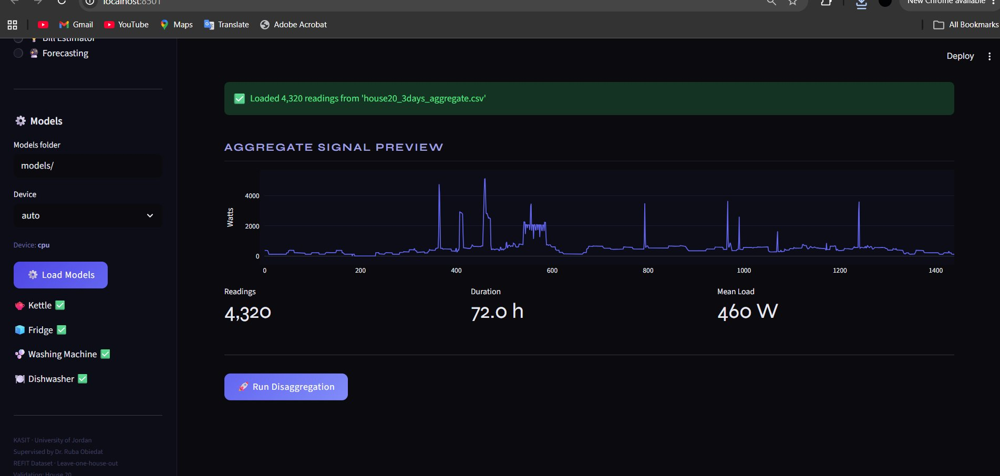 localhost:8501
New Chrome available
Gmail
YouTube
Maps
Translate
Adobe Acrobat
All Bookmarks
Bill Estimator
Forecasting
Models
Models folder
models/
Device
auto
Device: cpu
Load Models
Kettle
Fridge
Washing Machine
Dishwasher
KASIT · University of Jordan
Supervised by Dr. Ruba Obiedat
REFIT Dataset · Leave-one-house-out
Validation: House 20
Deploy
Loaded 4,320 readings from 'house20_3days_aggregate.csv'
AGGREGATE SIGNAL PREVIEW
Watts
4000
2000
0
0 200 400 600 800 1000 1200 1400
Readings
4,320
Duration
72.0 h
Mean Load
460 W
Run Disaggregation